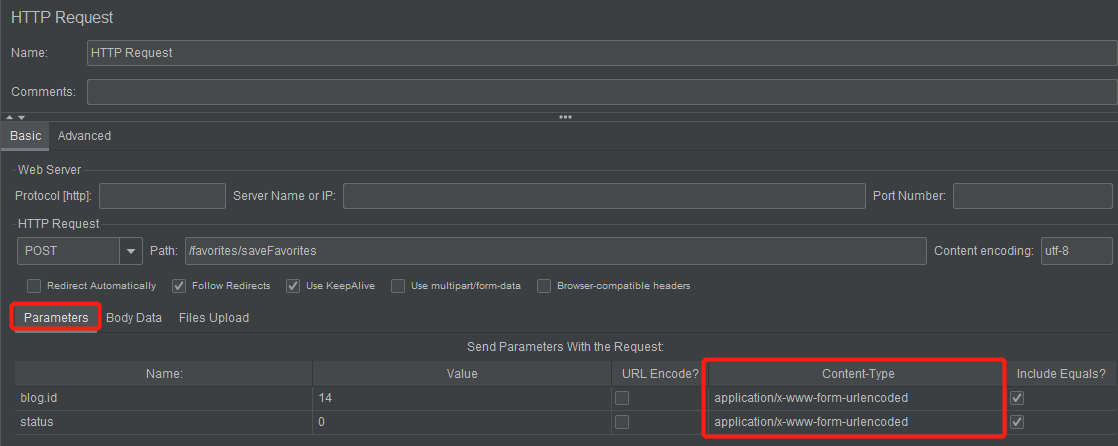 HTTP Request
Name: HTTP Request
Comments:
Basic Advanced
Web Server
Protocol [http]: Server Name or IP: Port Number:
HTTP Request
POST Path: /favorites/saveFavorites Content encoding: utf-8
Redirect Automatically Follow Redirects Use KeepAlive Use multipart/form-data Browser-compatible headers
Parameters Body Data Files Upload
Send Parameters With the Request:
Name: Value URL Encode? Content-Type Include Equals?
blog.id 14 application/x-www-form-urlencoded
status 0 application/x-www-form-urlencoded